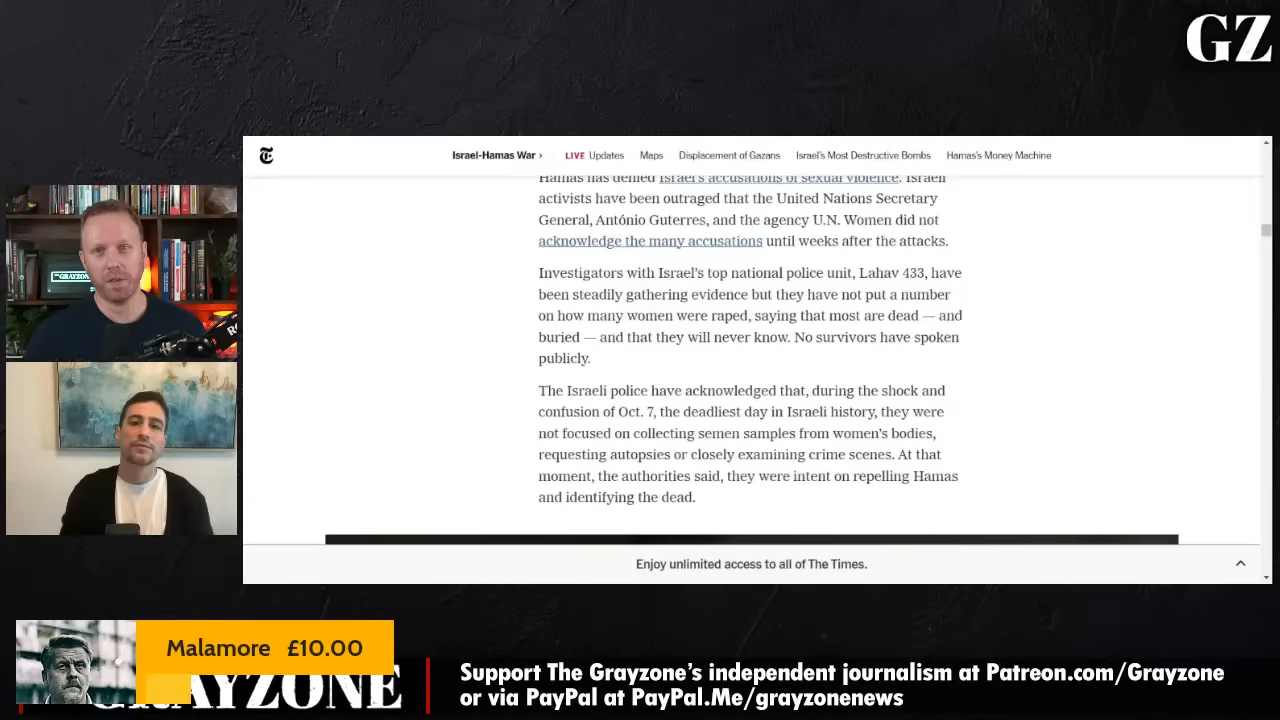 GZ
Israel-Hamas War › LIVE Updates Maps Displacement of Gazans Israel's Most Destructive Bombs Hamas's Money Machine
Hamas has denied Israel's accusations of sexual violence. Israeli
activists have been outraged that the United Nations Secretary
General, António Guterres, and the agency U.N. Women did not
acknowledge the many accusations until weeks after the attacks.
Investigators with Israel's top national police unit, Lahav 433, have
been steadily gathering evidence but they have not put a number
on how many women were raped, saying that most are dead — and
buried — and that they will never know. No survivors have spoken
publicly.
The Israeli police have acknowledged that, during the shock and
confusion of Oct. 7, the deadliest day in Israeli history, they were
not focused on collecting semen samples from women's bodies,
requesting autopsies or closely examining crime scenes. At that
moment, the authorities said, they were intent on repelling Hamas
and identifying the dead.
Enjoy unlimited access to all of The Times.
Malamore £10.00
GRAYZONE
Support The Grayzone's independent journalism at Patreon.com/Grayzone
or via PayPal at PayPal.Me/grayzonenews